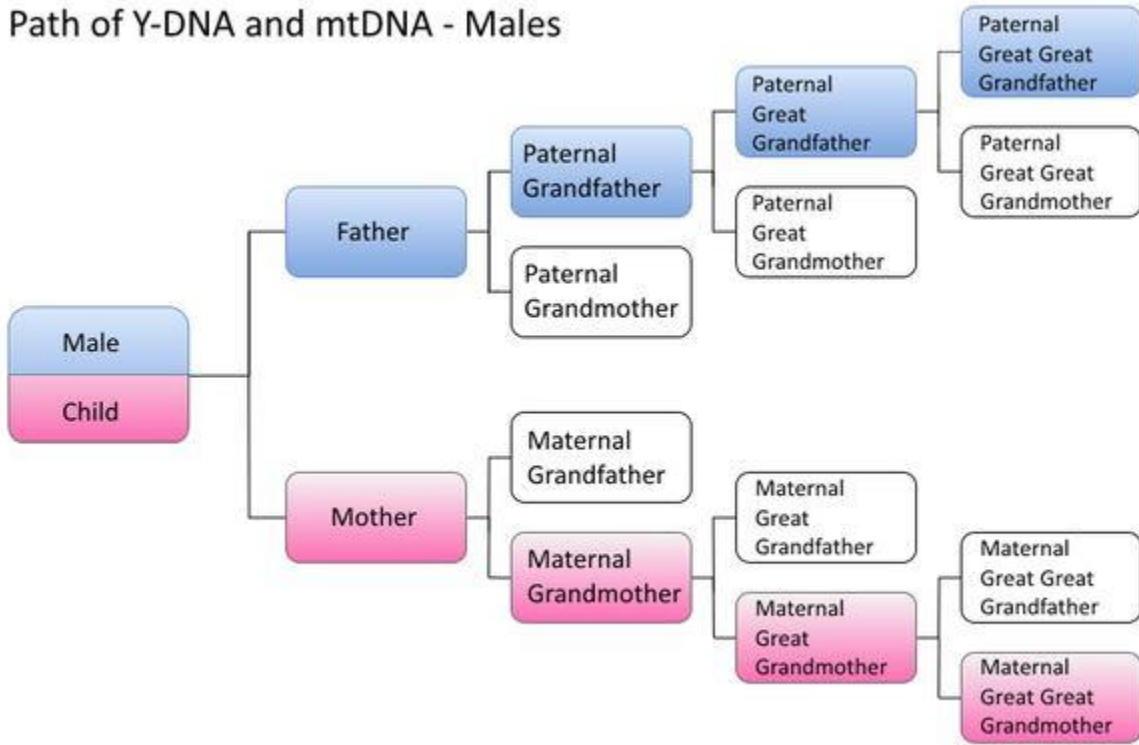 Path of Y-DNA and mtDNA - Males
Male
Child
Father
Mother
Paternal
Grandfather
Paternal
Grandmother
Maternal
Grandfather
Maternal
Grandmother
Paternal
Great
Grandfather
Paternal
Great
Grandmother
Maternal
Great
Grandfather
Maternal
Great
Grandmother
Paternal
Great Great
Grandfather
Paternal
Great Great
Grandmother
Maternal
Great Great
Grandfather
Maternal
Great Great
Grandmother